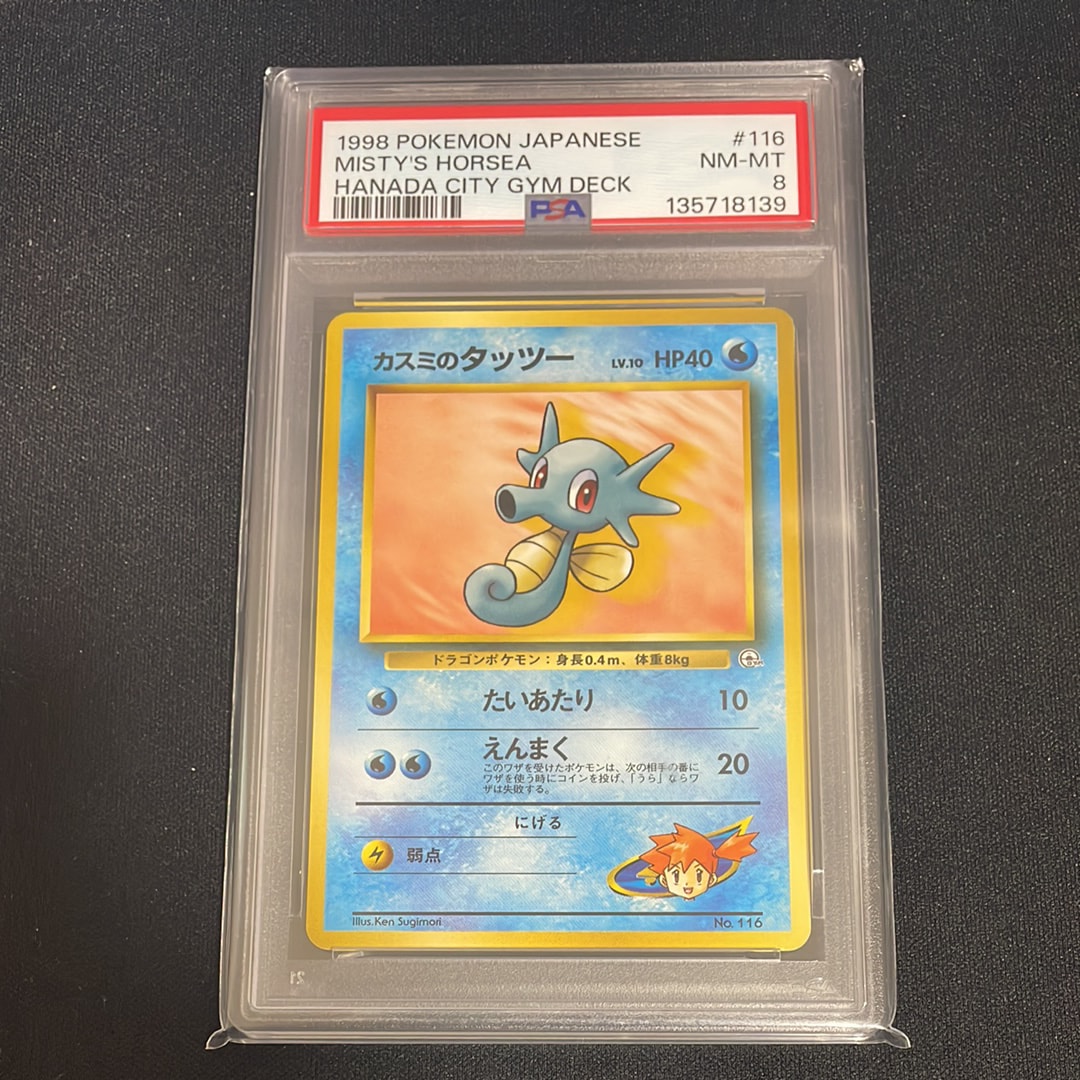 1998 POKEMON JAPANESE #116
MISTY'S HORSEA NM-MT
HANADA CITY GYM DECK 8
PSA 135718139
カスミのタッツー LV.10 HP40
ドラゴンポケモン：身長0.4m、体重8kg
たいあたり 10
えんまく 20
このワザを受けたポケモンは、次の相手の番に
ワザを使う時にコインを投げ、「うら」ならワ
ザは失敗する。
にげる
弱点
Illus.Ken Sugimori No. 116